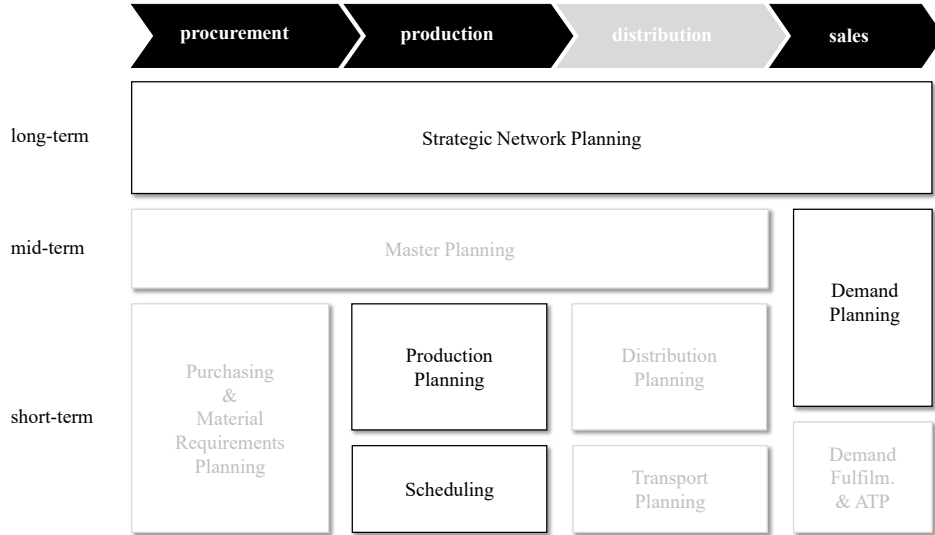 procurement
production
distribution
sales
long-term
Strategic Network Planning
mid-term
Master Planning
Demand
Planning
short-term
Purchasing
&
Material
Requirements
Planning
Production
Planning
Distribution
Planning
Scheduling
Transport
Planning
Demand
Fulfilm.
& ATP